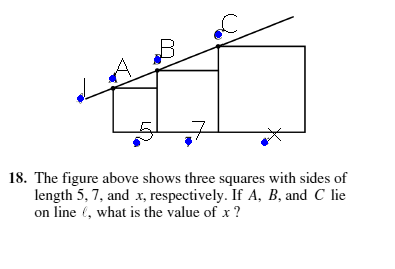 C
B
A
l
5 7 x
18. The figure above shows three squares with sides of
length 5, 7, and x, respectively. If A, B, and C lie
on line ℓ, what is the value of x ?